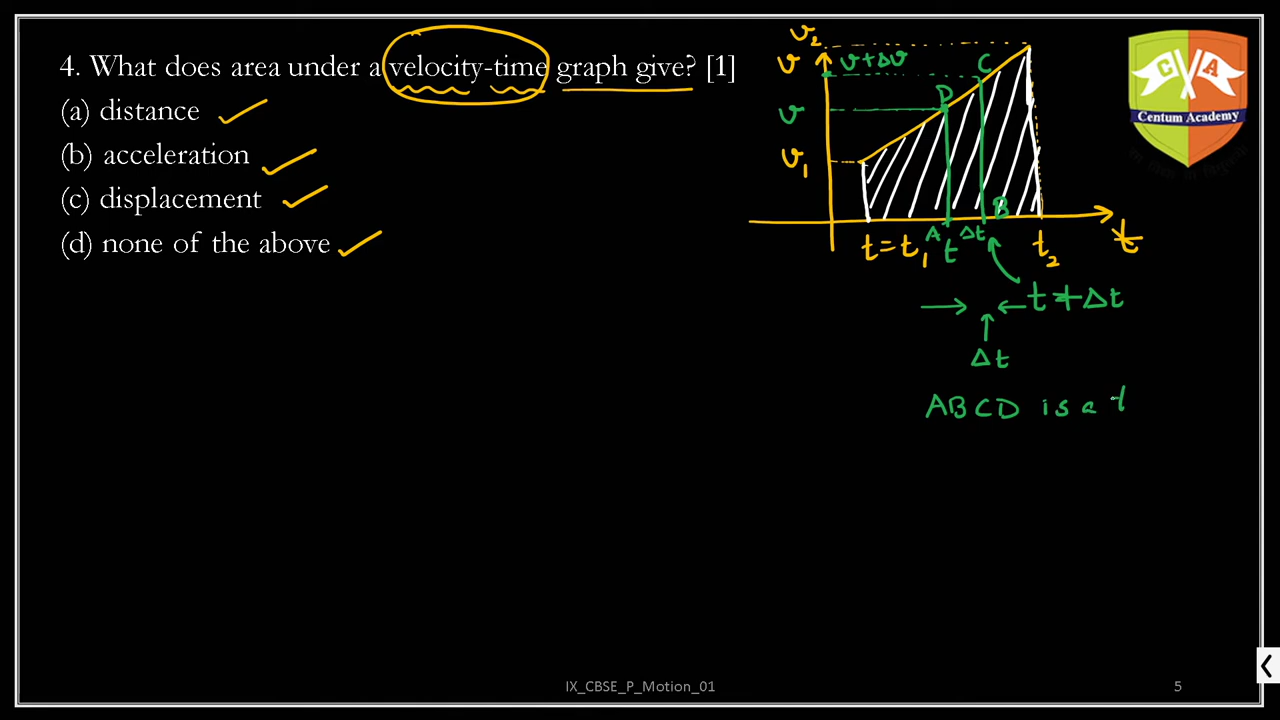 4. What does area under a velocity-time graph give? [1]
(a) distance
(b) acceleration
(c) displacement
(d) none of the above
v₂
v
v+Δv
C
D
v
v₁
B
A
t = t₁
t
Δt
t₂
t
t + Δt
Δt
ABCD is a t
C A
Centum Academy
IX_CBSE_P_Motion_01
5